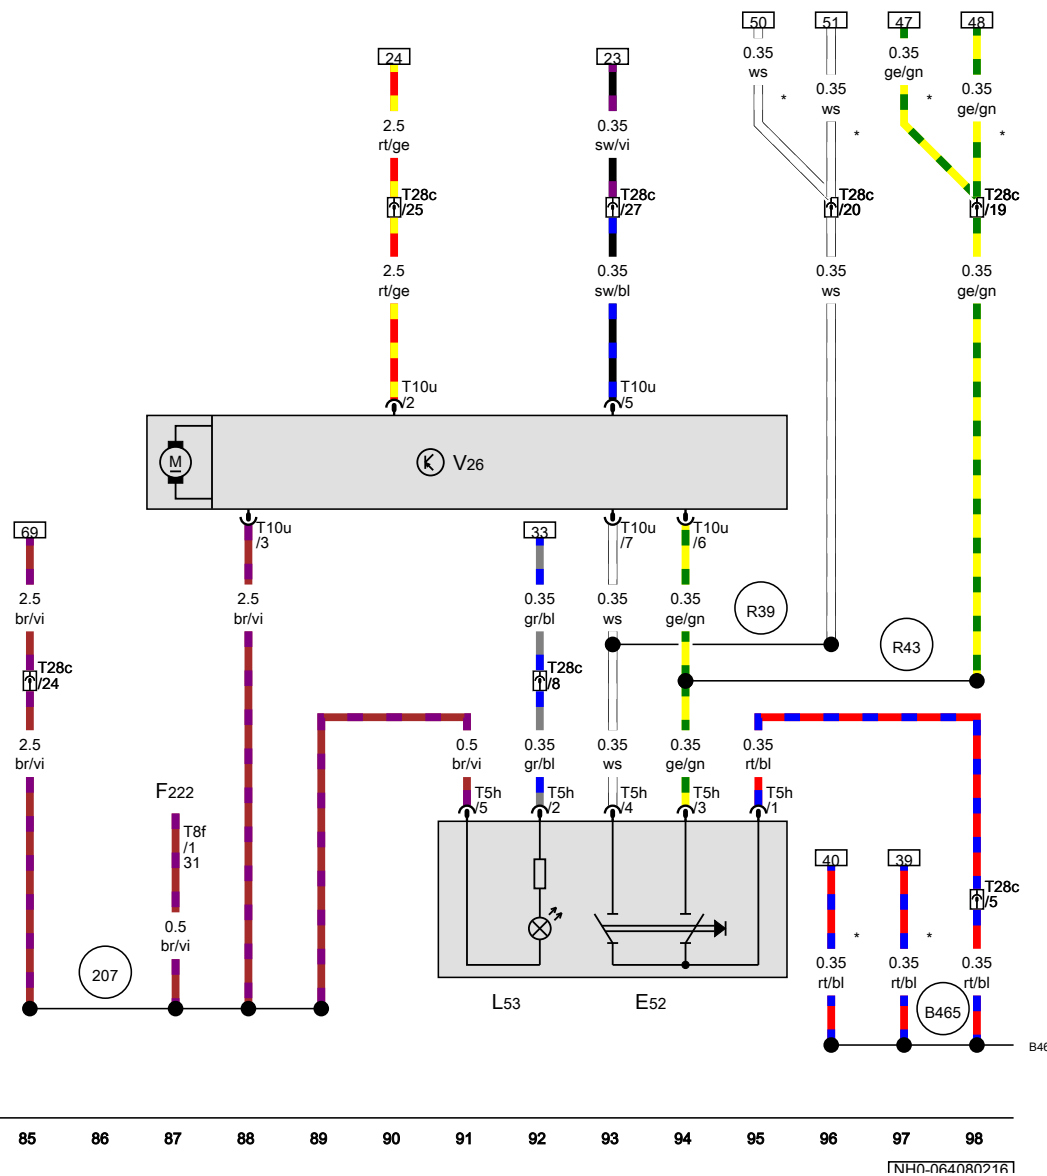 50
51
47
48
24
23
0.35
ws
0.35
ge/gn
0.35
ws
0.35
ge/gn
*
*
*
*
2.5
rt/ge
0.35
sw/vi
T28c
/25
T28c
/27
T28c
/20
T28c
/19
2.5
rt/ge
0.35
sw/bl
0.35
ws
0.35
ge/gn
T10u
/2
T10u
/5
M
V26
69
T10u
/3
33
T10u
/7
T10u
/6
2.5
br/vi
2.5
br/vi
0.35
gr/bl
0.35
ws
0.35
ge/gn
R39
R43
T28c
/24
T28c
/8
2.5
br/vi
0.5
br/vi
0.35
gr/bl
0.35
ws
0.35
ge/gn
0.35
rt/bl
F222
T5h
/5
T5h
/2
T5h
/4
T5h
/3
T5h
/1
T8f
/1
31
40
39
T28c
/5
0.5
br/vi
*
*
0.35
rt/bl
0.35
rt/bl
0.35
rt/bl
207
L53
E52
B465
B46
85 86 87 88 89 90 91 92 93 94 95 96 97 98
NH0-064080216